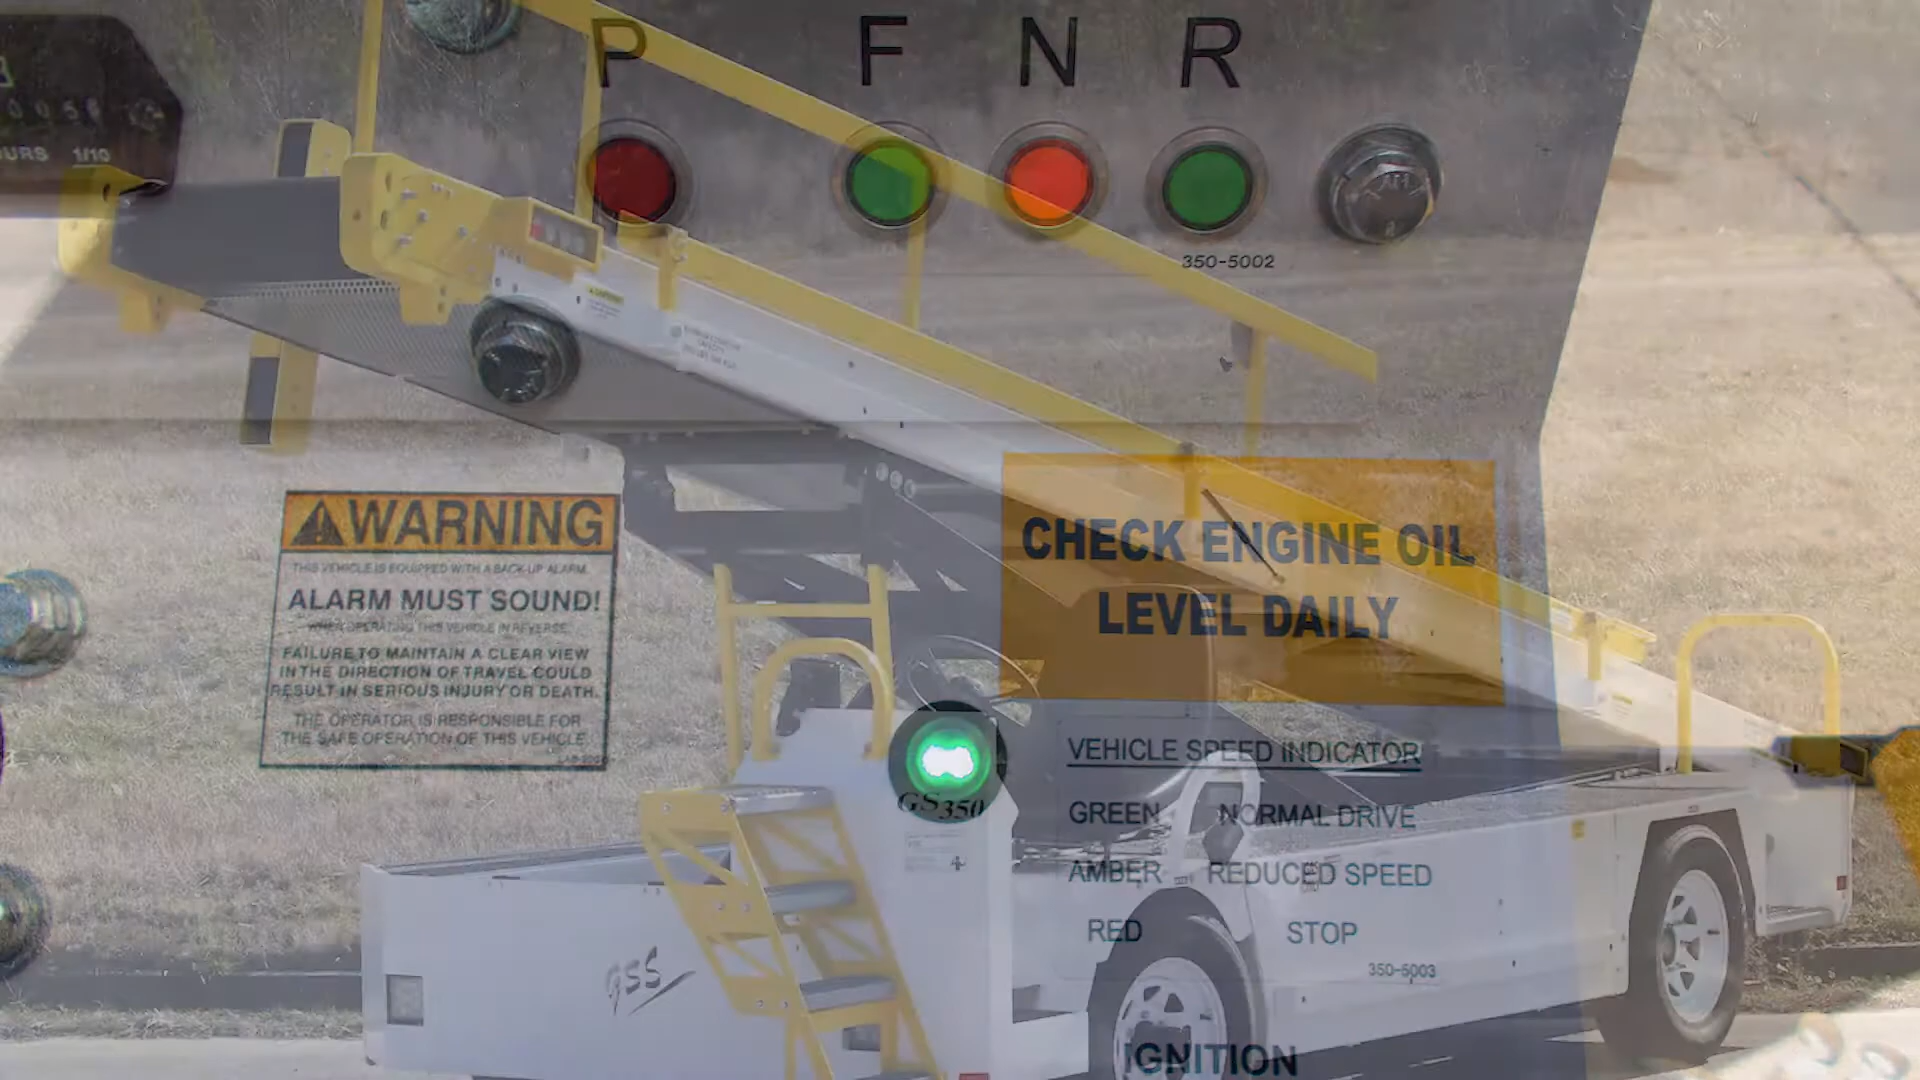 P F N R
URS 1/10
350-5002
WARNING
THIS VEHICLE IS EQUIPPED WITH A BACK-UP ALARM.
ALARM MUST SOUND!
WHEN OPERATING THIS VEHICLE IN REVERSE.
FAILURE TO MAINTAIN A CLEAR VIEW
IN THE DIRECTION OF TRAVEL COULD
RESULT IN SERIOUS INJURY OR DEATH.
THE OPERATOR IS RESPONSIBLE FOR
THE SAFE OPERATION OF THIS VEHICLE
CHECK ENGINE OIL
LEVEL DAILY
VEHICLE SPEED INDICATOR
GREEN NORMAL DRIVE
AMBER REDUCED SPEED
RED STOP
350-5003
IGNITION
GS350
GSS